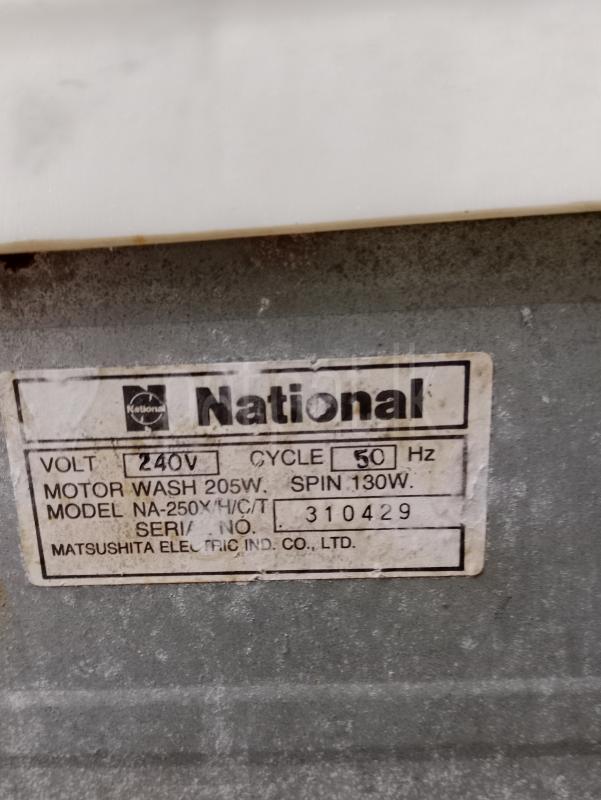 National
National
VOLT 240V CYCLE 50 Hz
MOTOR WASH 205W. SPIN 130W.
MODEL NA-250X/H/C/T
SERIAL NO. 310429
MATSUSHITA ELECTRIC IND. CO., LTD.